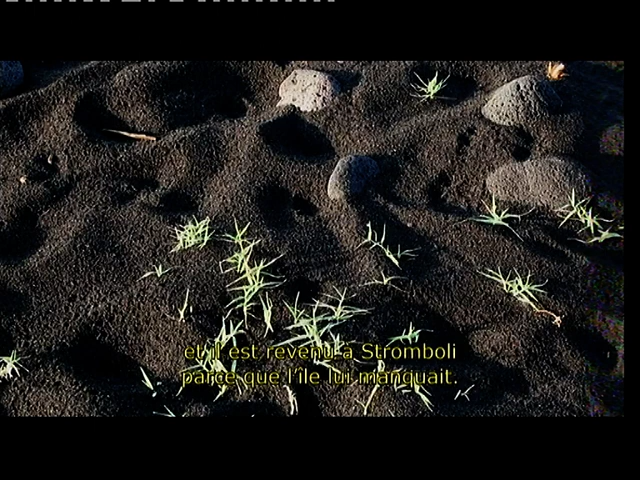 et il est revenu à Stromboli
parce que l'île lui manquait.